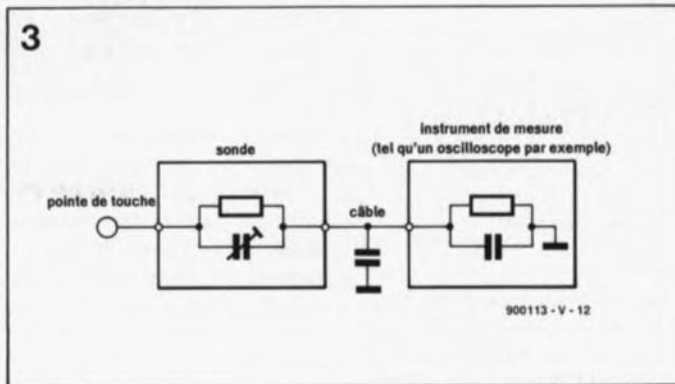 3
sonde
instrument de mesure
(tel qu'un oscilloscope par exemple)
pointe de touche
câble
900113 - V - 12